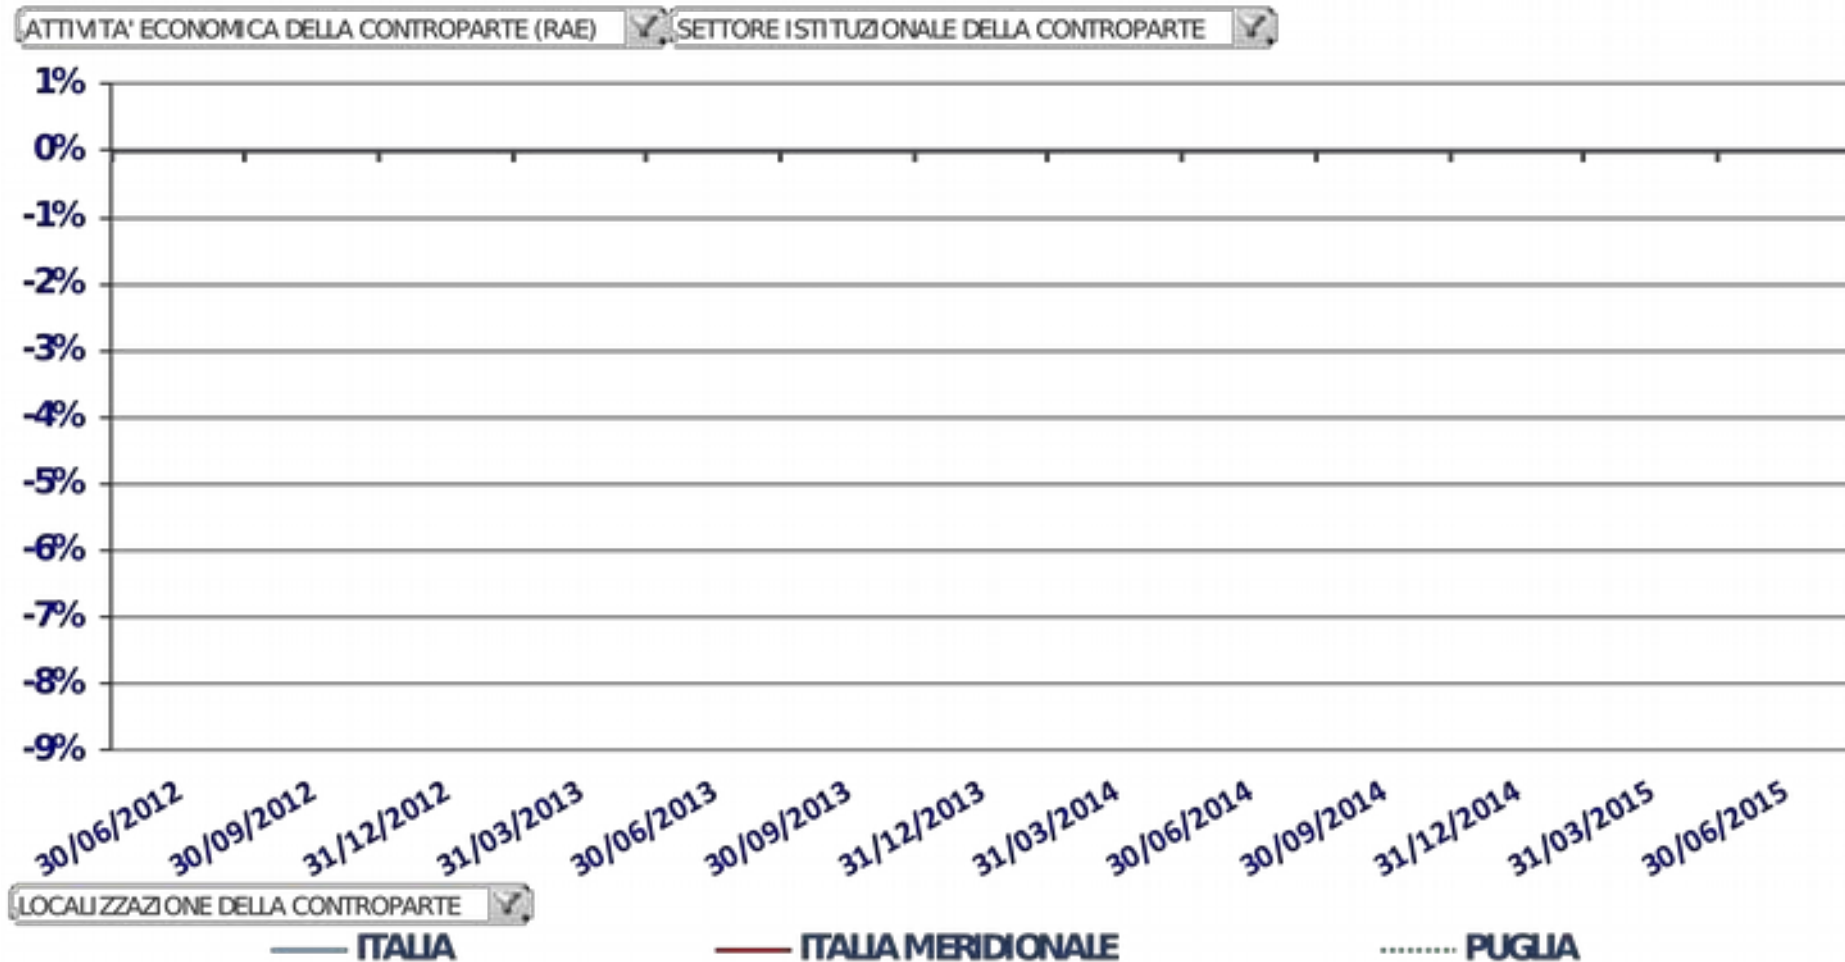 ATTIVITA' ECONOMICA DELLA CONTROPARTE (RAE) SETTORE ISTITUZIONALE DELLA CONTROPARTE
1%
0%
-1%
-2%
-3%
-4%
-5%
-6%
-7%
-8%
-9%
30/06/2012 30/09/2012 31/12/2012 31/03/2013 30/06/2013 30/09/2013 31/12/2013 31/03/2014 30/06/2014 30/09/2014 31/12/2014 31/03/2015 30/06/2015
LOCALIZZAZIONE DELLA CONTROPARTE
ITALIA ITALIA MERIDIONALE PUGLIA